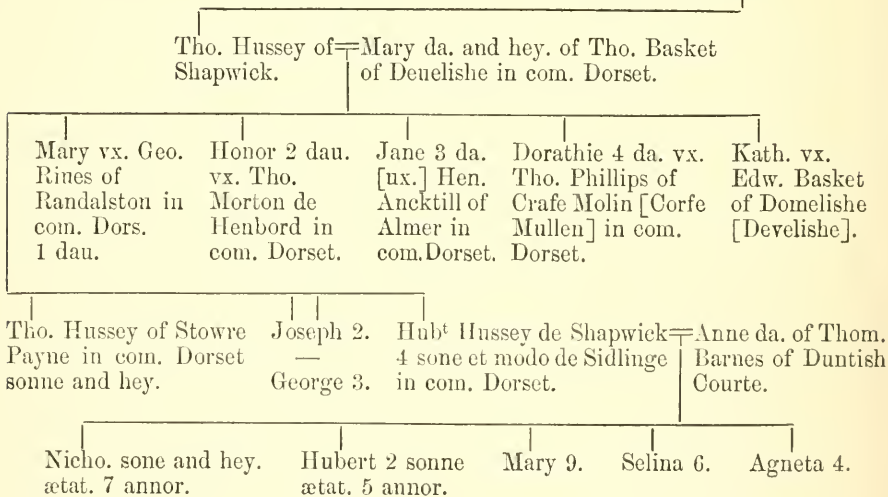 Tho. Hussey of
Shapwick.
Mary da. and hey. of Tho. Basket
of Deuelishe in com. Dorset.
Mary vx. Geo.
Rines of
Randalston in
com. Dors.
1 dau.
Honor 2 dau.
vx. Tho.
Morton de
Henbord in
com. Dorset.
Jane 3 da.
[ux.] Hen.
Ancktill of
Almer in
com. Dorset.
Dorathie 4 da. vx.
Tho. Phillips of
Crafe Molin [Corfe
Mullen] in com.
Dorset.
Kath. vx.
Edw. Basket
of Domelishe
[Develishe].
Tho. Hussey of Stowre
Payne in com. Dorset
sonne and hey.
Joseph 2.
—
George 3.
Hubᵗ Hussey de Shapwick
4 sone et modo de Sidlinge
in com. Dorset.
Anne da. of Thom.
Barnes of Duntish
Courte.
Nicho. sone and hey.
ætat. 7 annor.
Hubert 2 sonne
ætat. 5 annor.
Mary 9.
Selina 6.
Agneta 4.